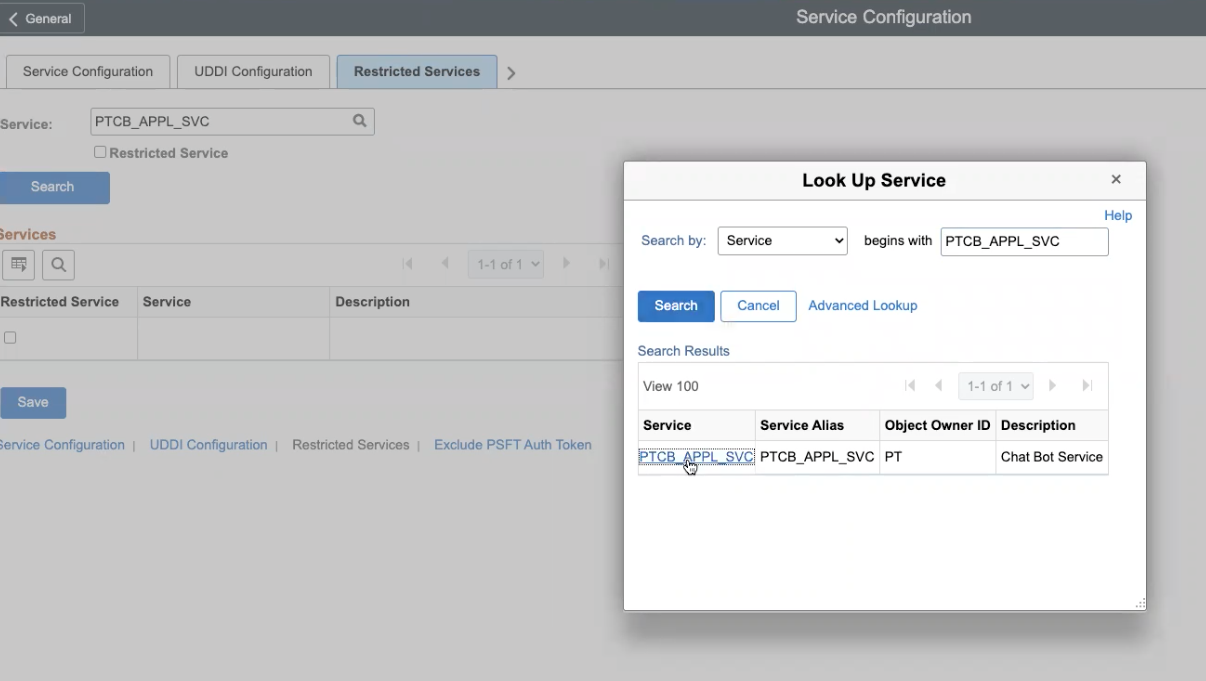 General
Service Configuration
Service Configuration
UDDI Configuration
Restricted Services
Service:
PTCB_APPL_SVC
Restricted Service
Search
Services
1-1 of 1
Restricted Service
Service
Description
Save
Service Configuration |
UDDI Configuration |
Restricted Services |
Exclude PSFT Auth Token
Look Up Service
×
Help
Search by:
Service
begins with
PTCB_APPL_SVC
Search
Cancel
Advanced Lookup
Search Results
View 100
1-1 of 1
Service
Service Alias
Object Owner ID
Description
PTCB_APPL_SVC
PTCB_APPL_SVC
PT
Chat Bot Service